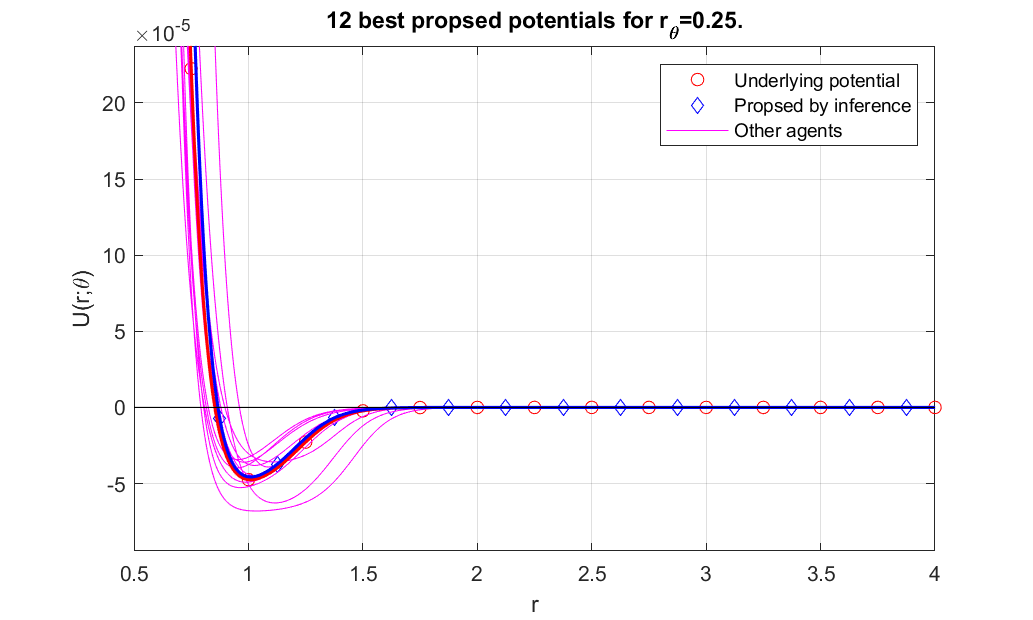 12 best propsed potentials for r_θ=0.25.
×10^-5
20
15
10
5
0
-5
U(r;θ)
Underlying potential
Propsed by inference
Other agents
0.5 1 1.5 2 2.5 3 3.5 4
r